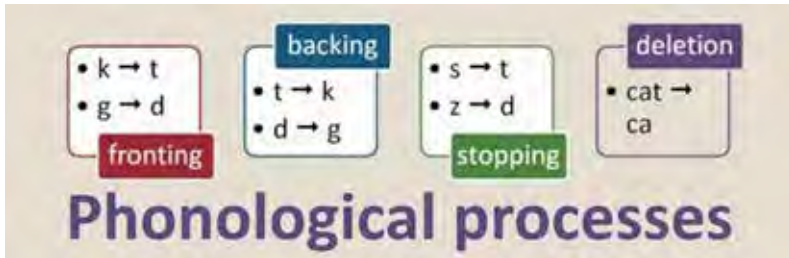 • k → t
• g → d
fronting
backing
• t → k
• d → g
• s → t
• z → d
stopping
deletion
• cat →
ca
Phonological processes